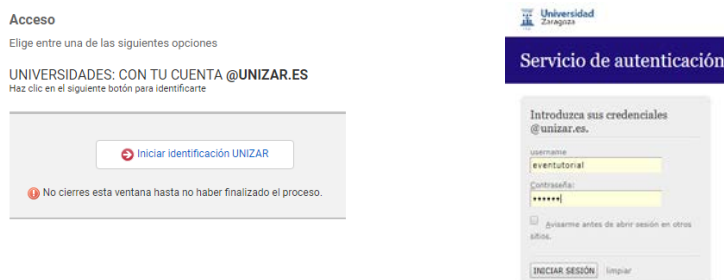 Acceso
Elige entre una de las siguientes opciones
UNIVERSIDADES: CON TU CUENTA @UNIZAR.ES
Haz clic en el siguiente botón para identificarte
Iniciar identificación UNIZAR
No cierres esta ventana hasta no haber finalizado el proceso.
Universidad
Zaragoza
Servicio de autenticación
Introduzca sus credenciales
@unizar.es.
username
eventutorial
Contraseña:
******
Avisarme antes de abrir sesión en otros
sitios.
INICIAR SESIÓN limpiar